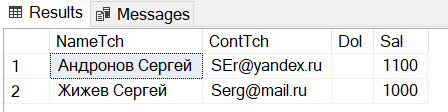 Results Messages
NameTch ContTch Dol Sal
1 Андронов Сергей SEr@yandex.ru 1100
2 Жижев Сергей Serg@mail.ru 1000